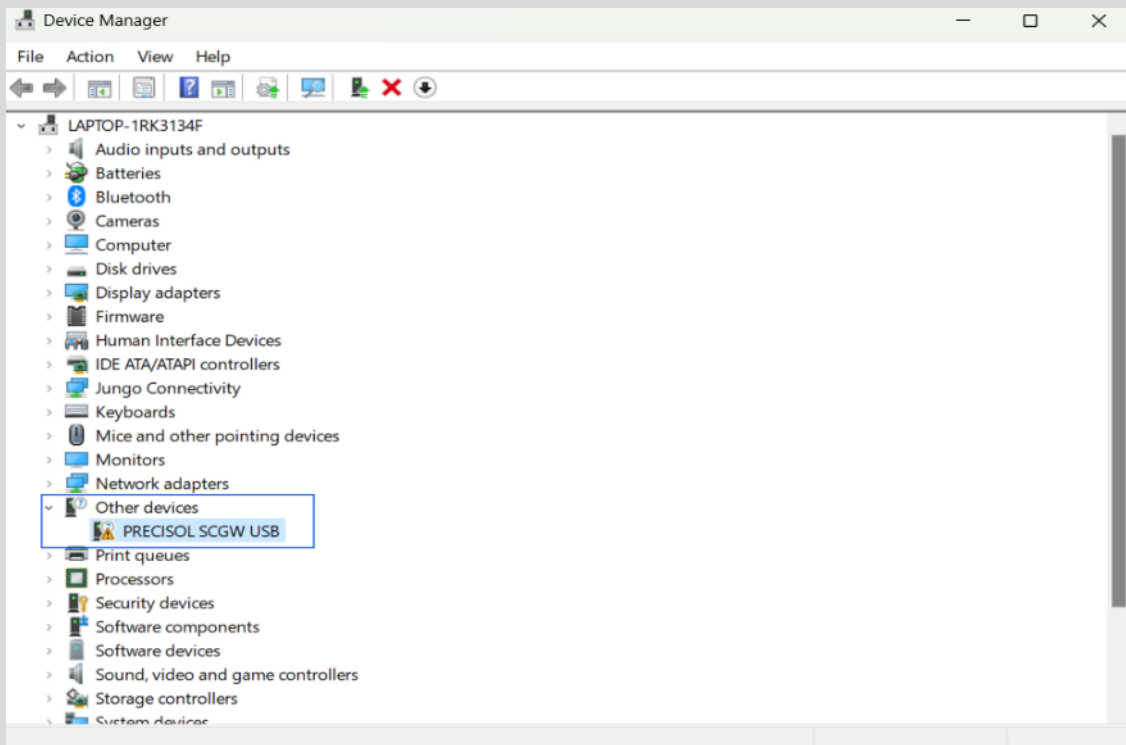 Device Manager
File Action View Help
LAPTOP-1RK3134F
Audio inputs and outputs
Batteries
Bluetooth
Cameras
Computer
Disk drives
Display adapters
Firmware
Human Interface Devices
IDE ATA/ATAPI controllers
Jungo Connectivity
Keyboards
Mice and other pointing devices
Monitors
Network adapters
Other devices
PRECISOL SCGW USB
Print queues
Processors
Security devices
Software components
Software devices
Sound, video and game controllers
Storage controllers
System devices